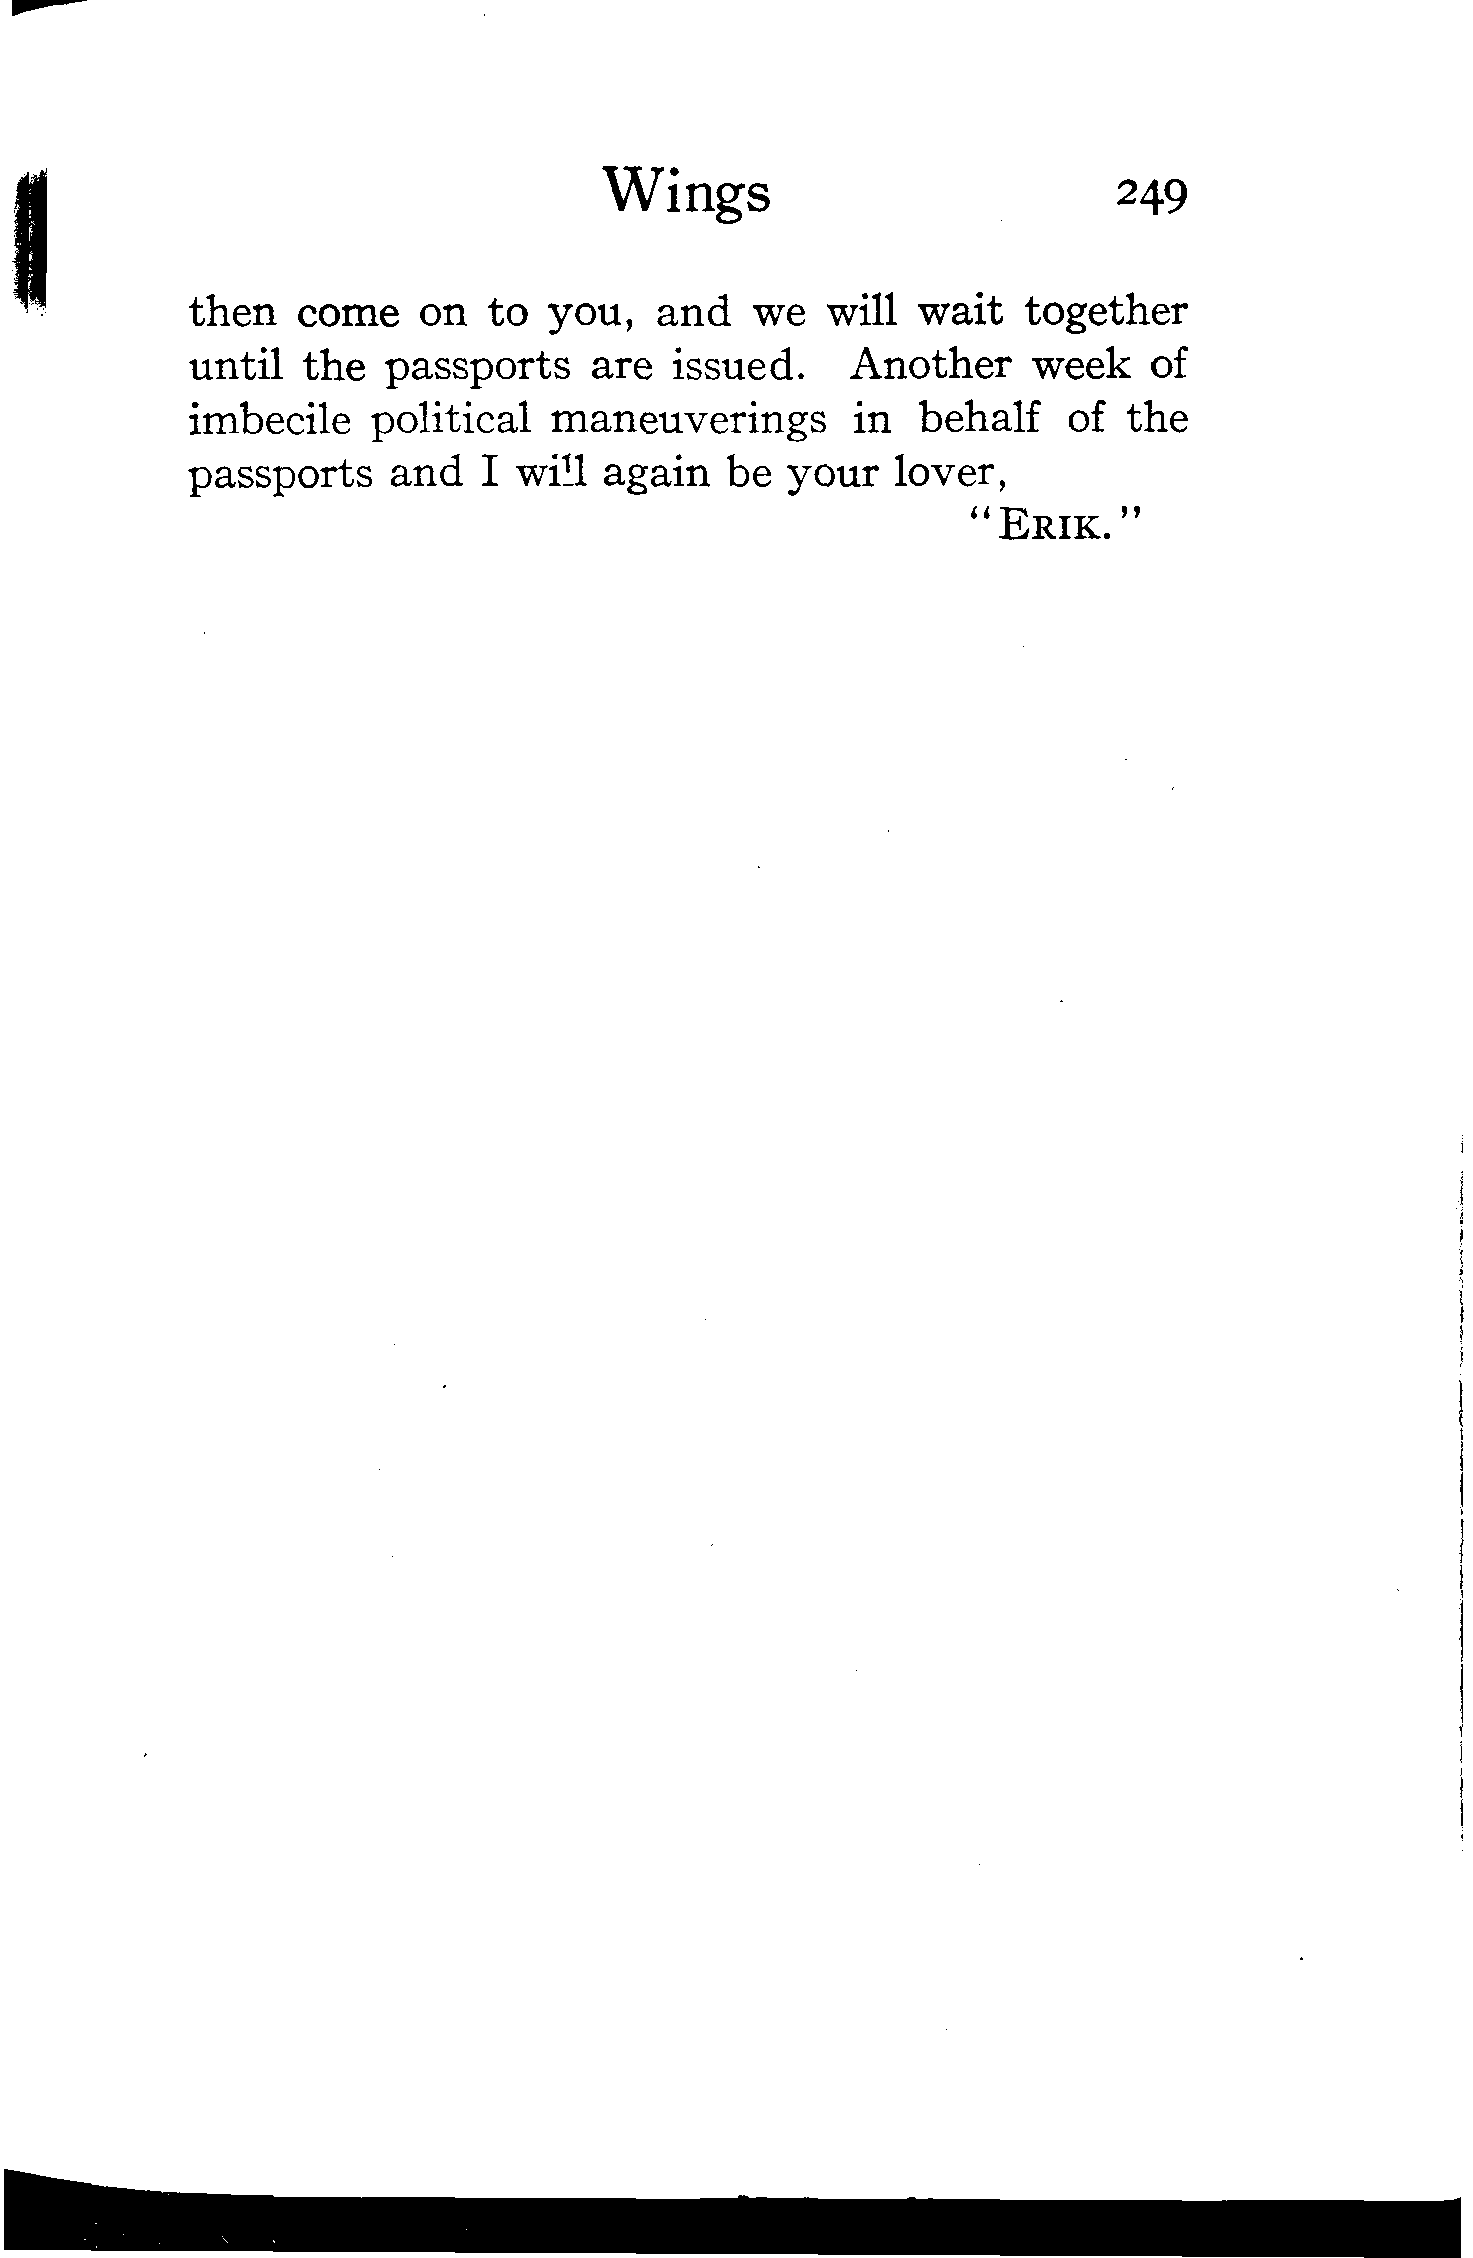 Wings 249
then come on to you, and we will wait together
until the passports are issued. Another week of
imbecile political maneuverings in behalf of the
passports and I will again be your lover,
“ERIK.”